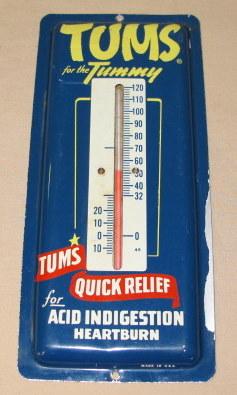 TUMS
for the Tummy
120
110
100
90
80
70
60
50
40
32
20
10
0
10
0
TUMS
QUICK RELIEF
for
ACID INDIGESTION
HEARTBURN
MADE IN U.S.A.